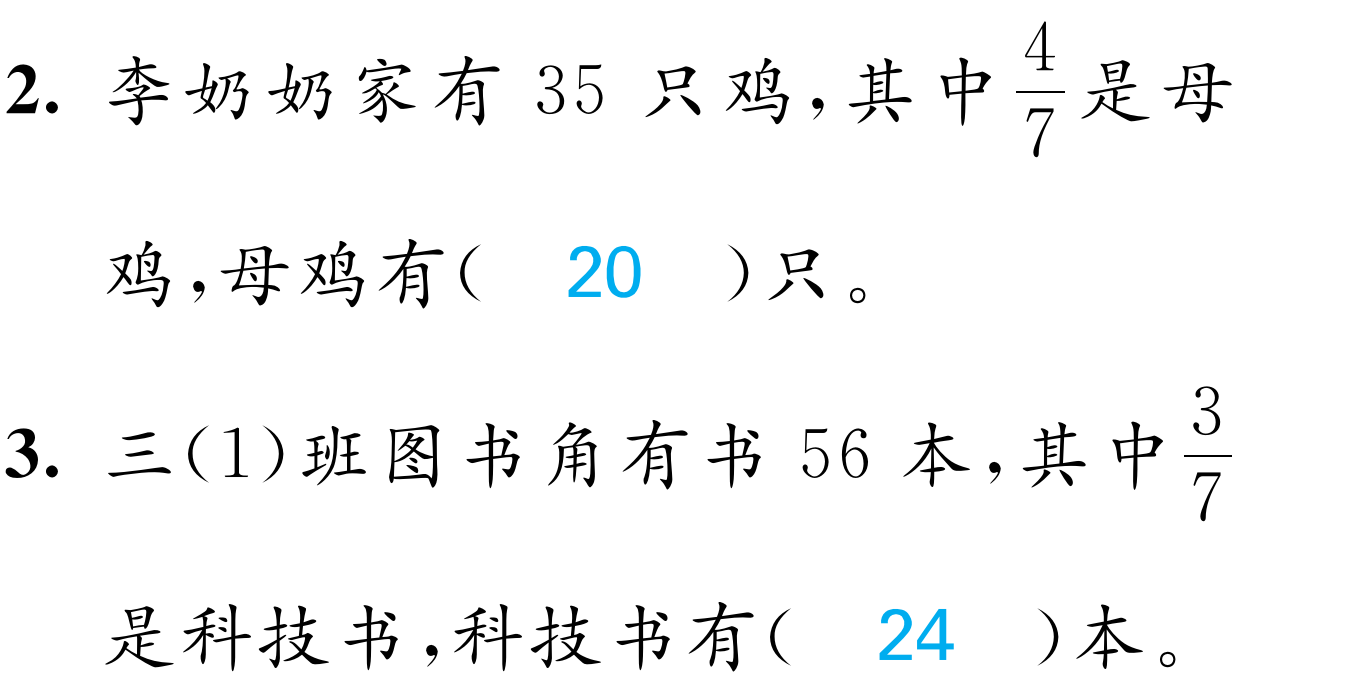 2. 李奶奶家有 35 只鸡,其中4/7是母
鸡,母鸡有( 20 )只。
3. 三(1)班图书角有书 56 本,其中3/7
是科技书,科技书有( 24 )本。